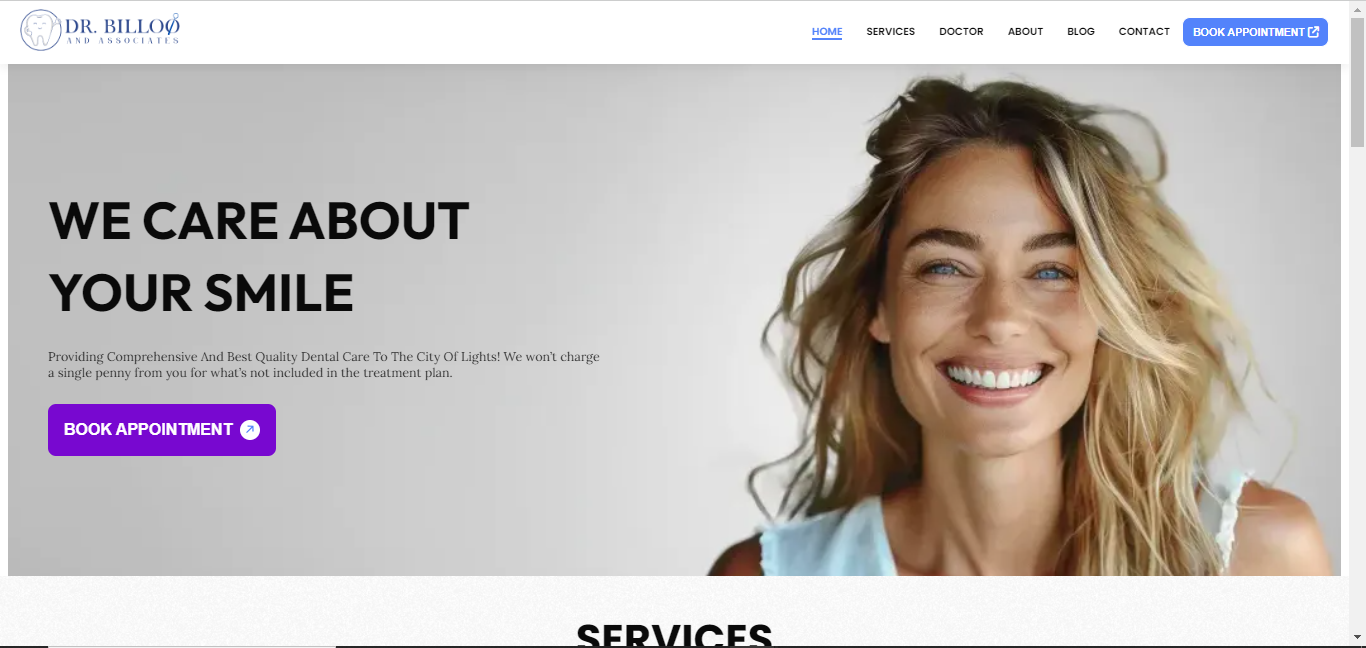 DR. BILLOO
AND ASSOCIATES
HOME
SERVICES
DOCTOR
ABOUT
BLOG
CONTACT
BOOK APPOINTMENT
WE CARE ABOUT
YOUR SMILE
Providing Comprehensive And Best Quality Dental Care To The City Of Lights! We won’t charge
a single penny from you for what’s not included in the treatment plan.
BOOK APPOINTMENT
SERVICES